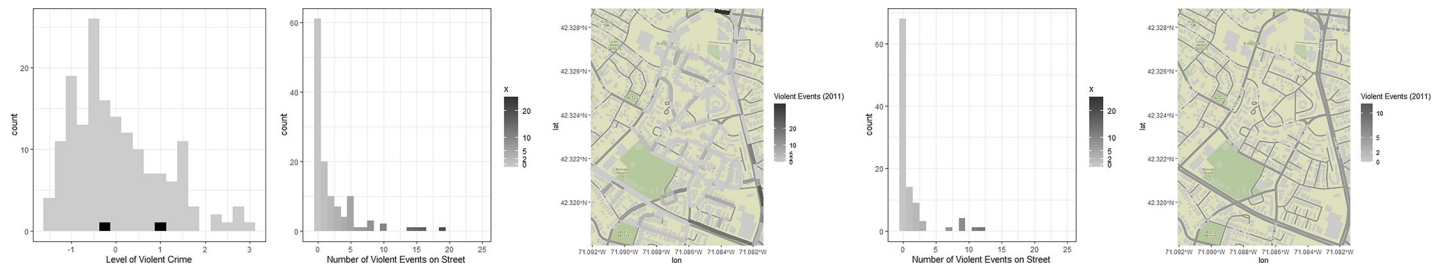 count
20
10
0
-1
0
1
2
3
Level of Violent Crime
count
60
40
20
0
0
5
10
15
20
25
Number of Violent Events on Street
x
20
10
5
2
0
lat
42.328°N
42.326°N
42.324°N
42.322°N
42.320°N
71.092°W
71.090°W
71.088°W
71.086°W
71.084°W
71.082°W
lon
Violent Events (2011)
20
10
5
2
0
count
60
40
20
0
0
5
10
15
20
25
Number of Violent Events on Street
x
20
10
5
2
0
lat
42.328°N
42.326°N
42.324°N
42.322°N
42.320°N
71.092°W
71.090°W
71.088°W
71.086°W
71.084°W
71.082°W
lon
Violent Events (2011)
10
5
2
0